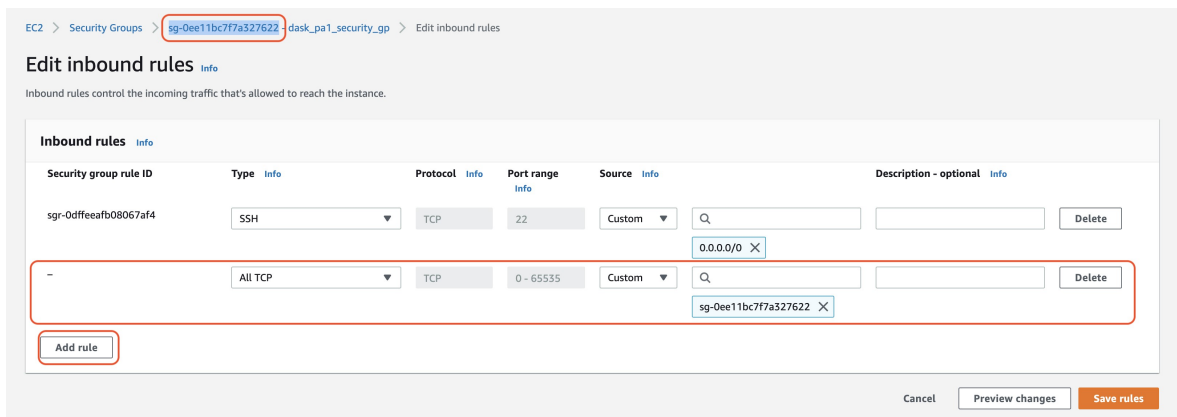 EC2 > Security Groups > sg-0ee11bc7f7a327622 - dask_pa1_security_gp > Edit inbound rules
Edit inbound rules Info
Inbound rules control the incoming traffic that's allowed to reach the instance.
Inbound rules Info
Security group rule ID Type Info Protocol Info Port range Info Source Info Description - optional Info
sgr-0dffeeafb08067af4 SSH TCP 22 Custom Delete
0.0.0.0/0
– All TCP TCP 0 - 65535 Custom Delete
sg-0ee11bc7f7a327622
Add rule
Cancel Preview changes Save rules